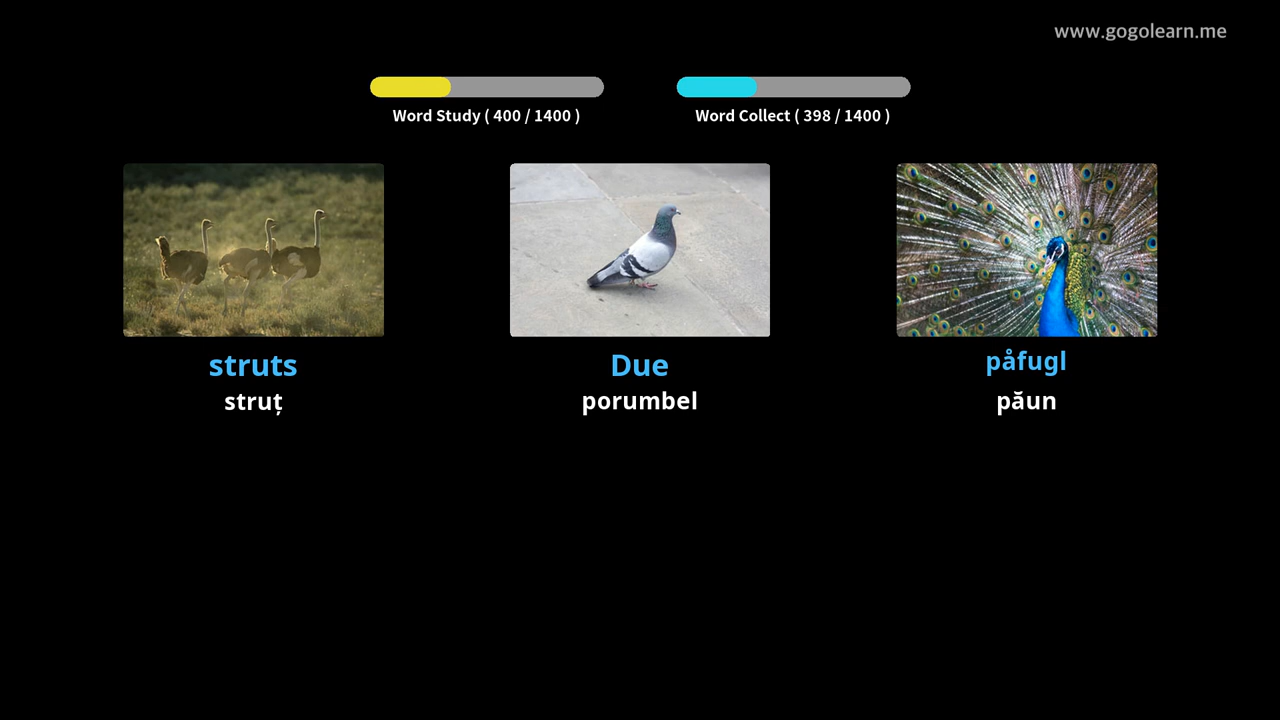 www.gogolearn.me
Word Study ( 400 / 1400 )
Word Collect ( 398 / 1400 )
struts
struț
Due
porumbel
påfugl
păun